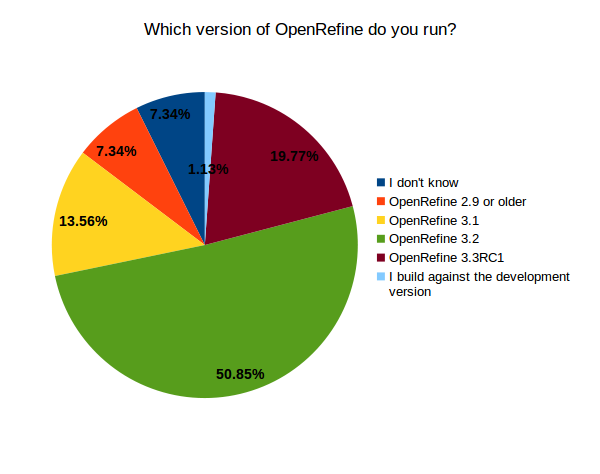 Which version of OpenRefine do you run?
7.34%
7.34%
1.13%
19.77%
13.56%
50.85%
I don't know
OpenRefine 2.9 or older
OpenRefine 3.1
OpenRefine 3.2
OpenRefine 3.3RC1
I build against the development
version